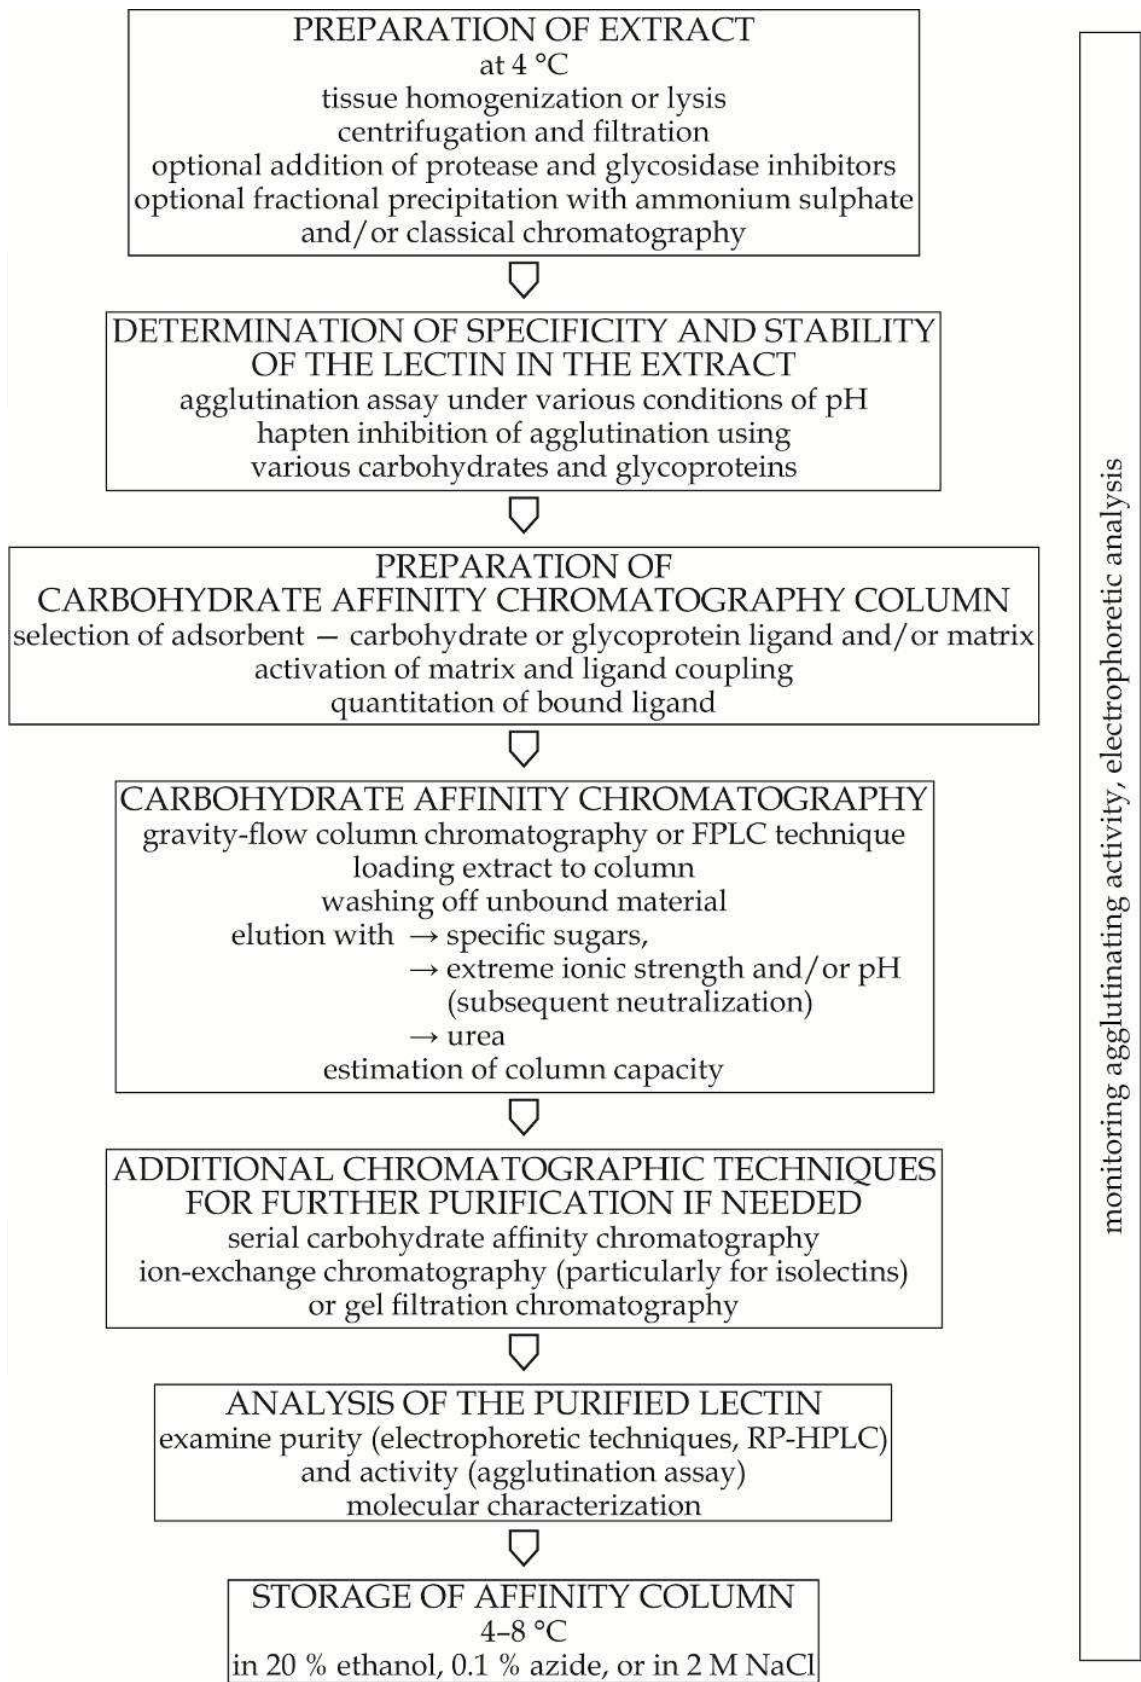 PREPARATION OF EXTRACT
at 4 °C
tissue homogenization or lysis
centrifugation and filtration
optional addition of protease and glycosidase inhibitors
optional fractional precipitation with ammonium sulphate
and/or classical chromatography
DETERMINATION OF SPECIFICITY AND STABILITY
OF THE LECTIN IN THE EXTRACT
agglutination assay under various conditions of pH
hapten inhibition of agglutination using
various carbohydrates and glycoproteins
PREPARATION OF
CARBOHYDRATE AFFINITY CHROMATOGRAPHY COLUMN
selection of adsorbent — carbohydrate or glycoprotein ligand and/or matrix
activation of matrix and ligand coupling
quantitation of bound ligand
CARBOHYDRATE AFFINITY CHROMATOGRAPHY
gravity-flow column chromatography or FPLC technique
loading extract to column
washing off unbound material
elution with → specific sugars,
→ extreme ionic strength and/or pH
(subsequent neutralization)
→ urea
estimation of column capacity
ADDITIONAL CHROMATOGRAPHIC TECHNIQUES
FOR FURTHER PURIFICATION IF NEEDED
serial carbohydrate affinity chromatography
ion-exchange chromatography (particularly for isolectins)
or gel filtration chromatography
ANALYSIS OF THE PURIFIED LECTIN
examine purity (electrophoretic techniques, RP-HPLC)
and activity (agglutination assay)
molecular characterization
STORAGE OF AFFINITY COLUMN
4–8 °C
in 20 % ethanol, 0.1 % azide, or in 2 M NaCl
monitoring agglutinating activity, electrophoretic analysis